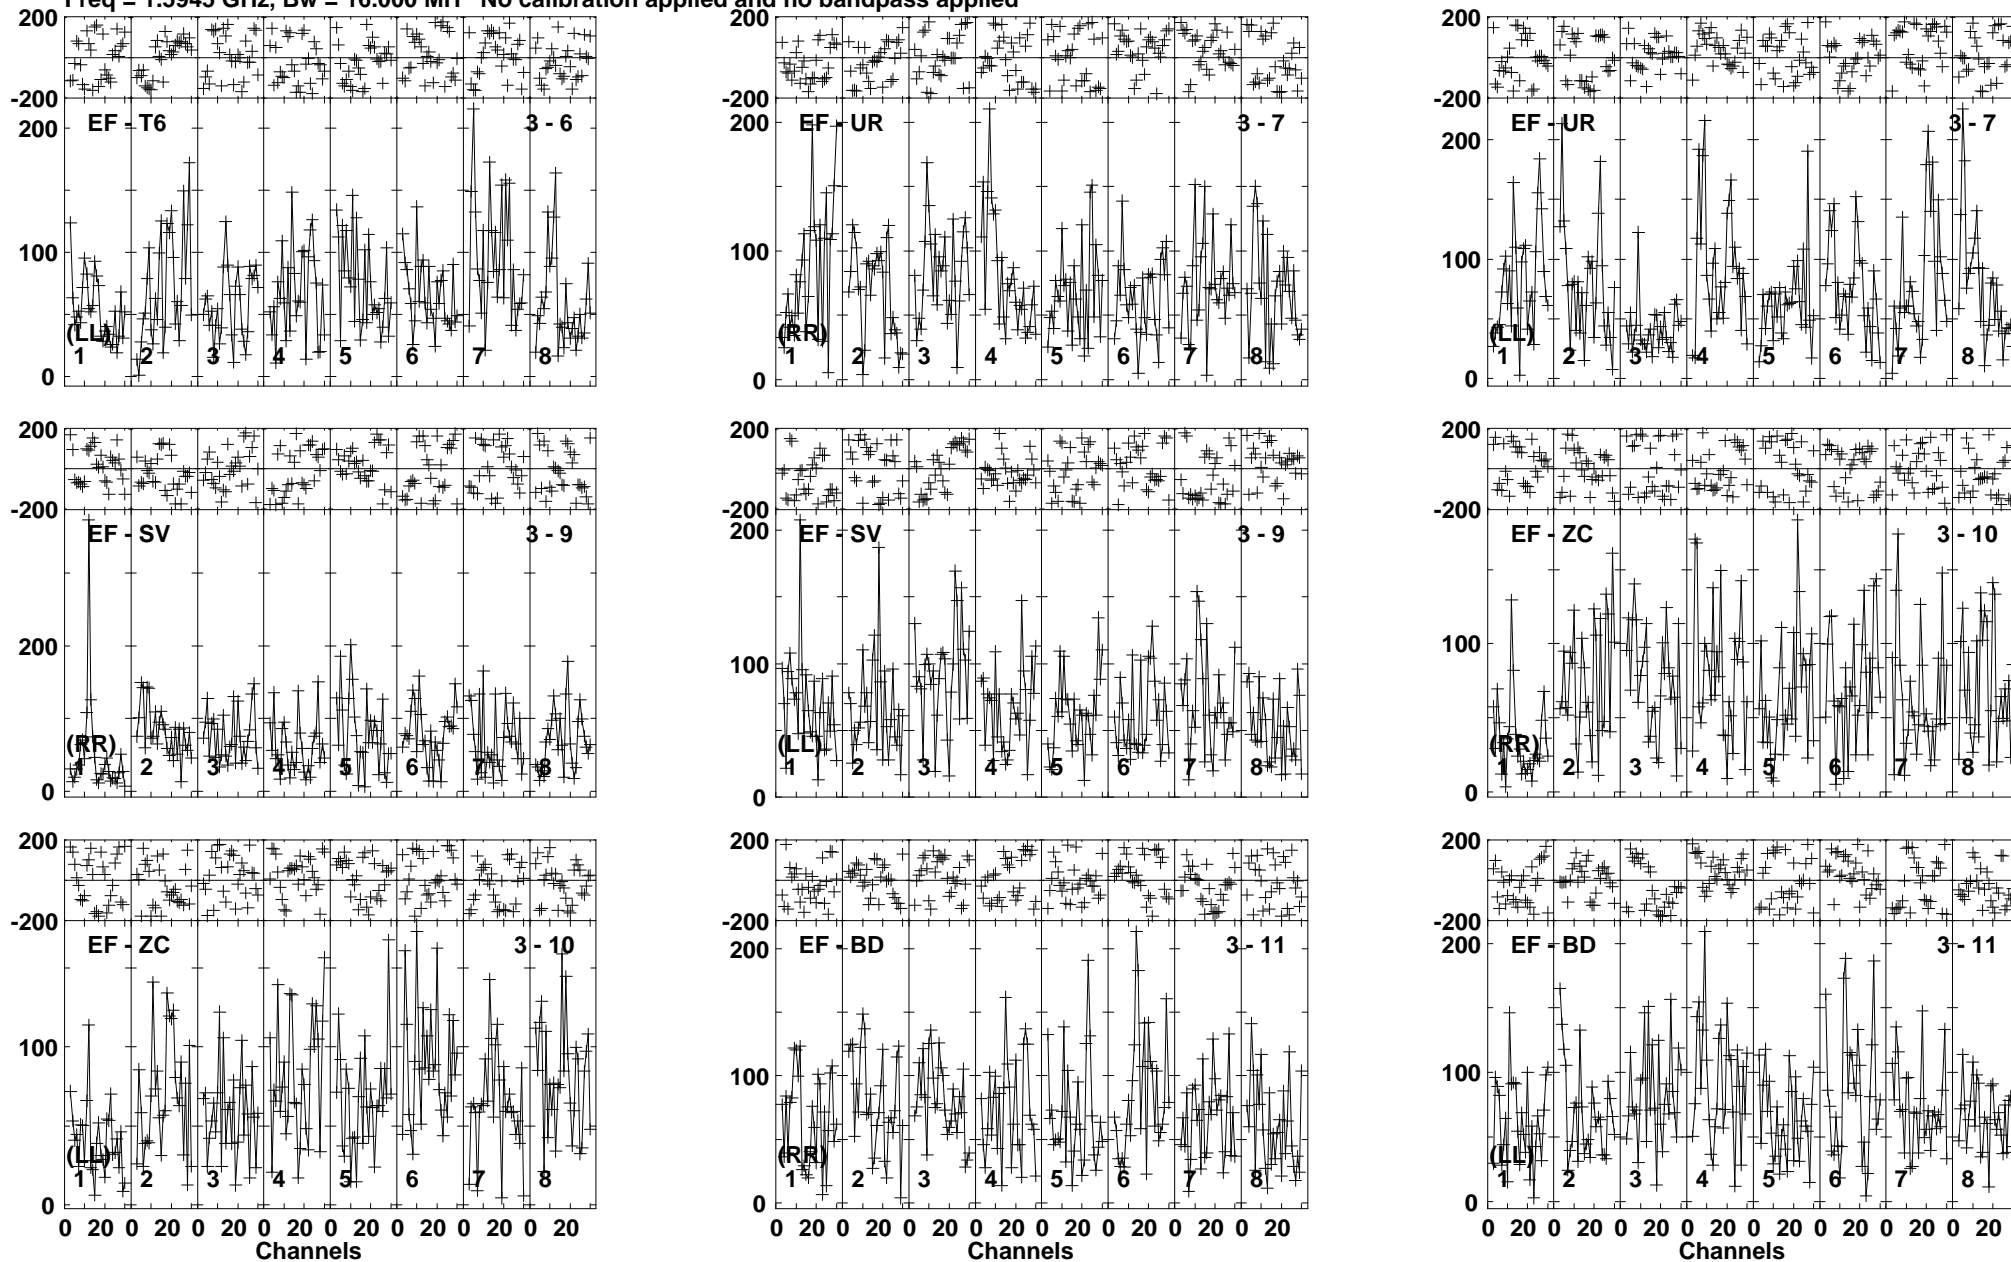 Freq = 1.5945 GHz, Bw = 16.000 MH No calibration applied and no bandpass applied
200 200 200
-200 -200 -200
EF - T6 3 - 6 EF - UR 3 - 7 EF - UR 3 - 7
200 200 200
100 100 100
(LL) (RR) (LL)
1 2 3 4 5 6 7 8 1 2 3 4 5 6 7 8 1 2 3 4 5 6 7 8
0 0 0
200 200 200
-200 -200 -200
EF - SV 3 - 9 EF - SV 3 - 9 EF - ZC 3 - 10
200 200 100
100
(RR) (LL) (RR)
1 2 3 4 5 6 7 8 1 2 3 4 5 6 7 8 1 2 3 4 5 6 7 8
0 0 0
200 200 200
-200 -200 -200
EF - ZC 3 - 10 EF - BD 3 - 11 EF - BD 3 - 11
200 200
100 100 100
(LL) (RR) (LL)
1 2 3 4 5 6 7 8 1 2 3 4 5 6 7 8 1 2 3 4 5 6 7 8
0 0 0
0 20 0 20 0 20 0 20 0 20 0 20 0 20 0 20 0 20 0 20 0 20 0 20 0 20 0 20 0 20 0 20 0 20 0 20 0 20 0 20 0 20 0 20 0 20 0 20
Channels Channels Channels